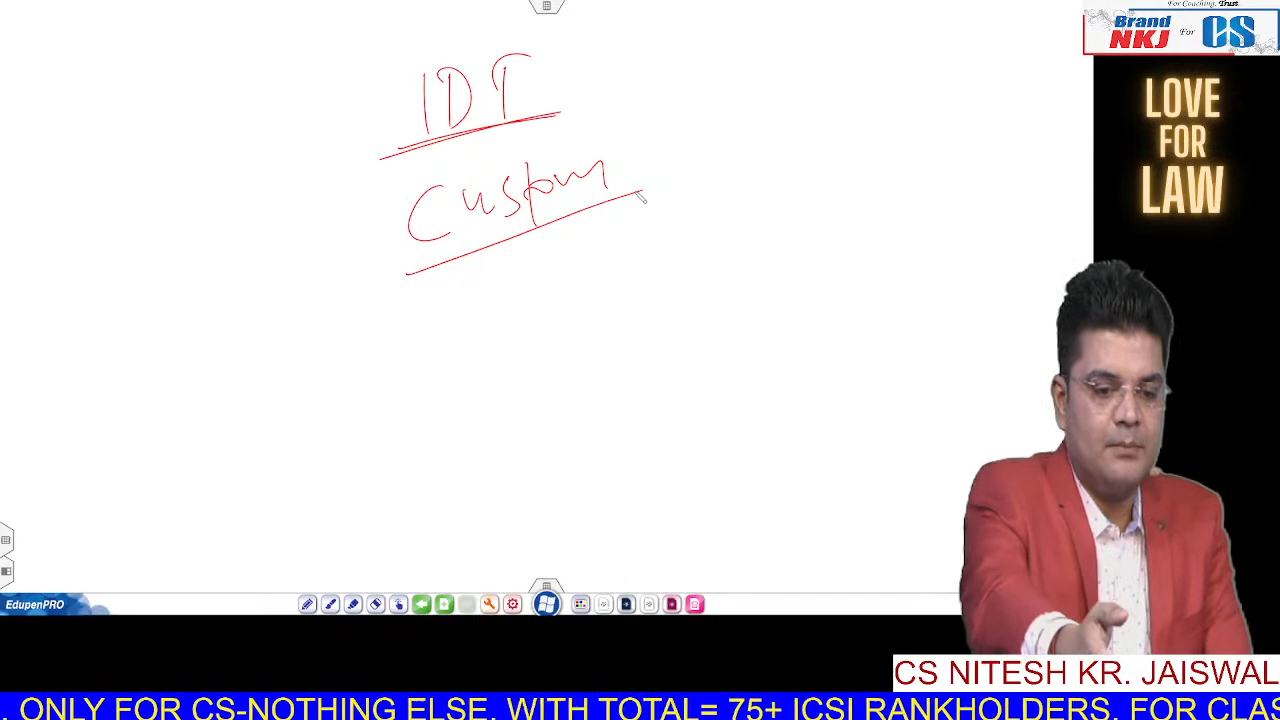 For Coaching, Trust.
Brand
NKJ
For
CS
IDT
Custom
LOVE
FOR
LAW
EdupenPRO
CS NITESH KR. JAISWAL
. ONLY FOR CS-NOTHING ELSE, WITH TOTAL= 75+ ICSI RANKHOLDERS. FOR CLAS